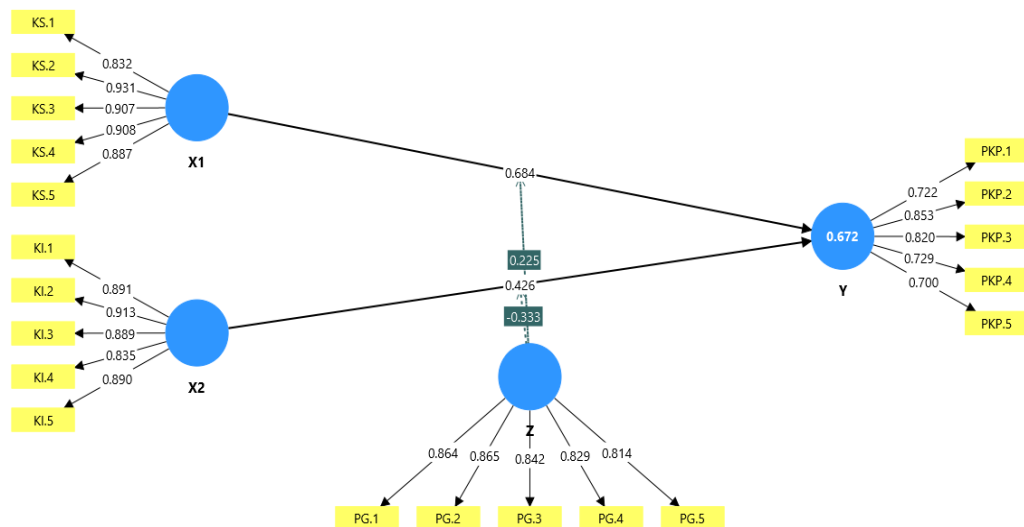 KS.1
0.832
KS.2
0.931
KS.3
0.907
KS.4
0.908
KS.5
0.887
X1
KI.1
0.891
KI.2
0.913
KI.3
0.889
KI.4
0.835
KI.5
0.890
X2
0.684
0.225
0.426
-0.333
0.672
Y
PKP.1
0.722
PKP.2
0.853
PKP.3
0.820
PKP.4
0.729
PKP.5
0.700
Z
0.864
0.865
0.842
0.829
0.814
PG.1
PG.2
PG.3
PG.4
PG.5